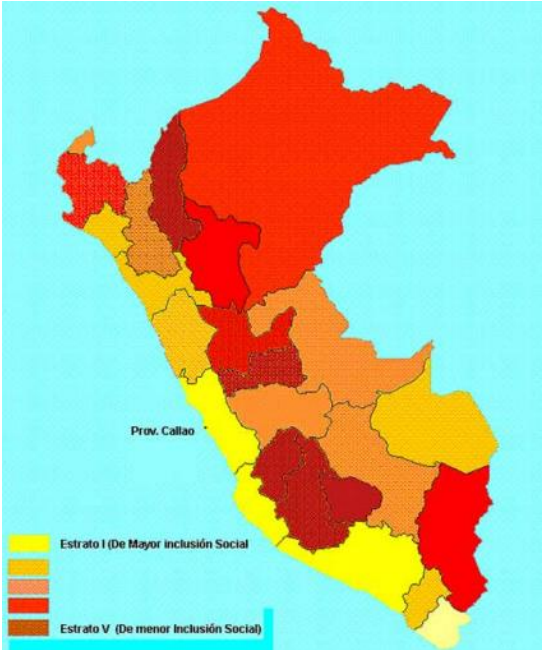 Prov. Callao
Estrato I (De Mayor inclusión Social
Estrato V (De menor Inclusión Social)